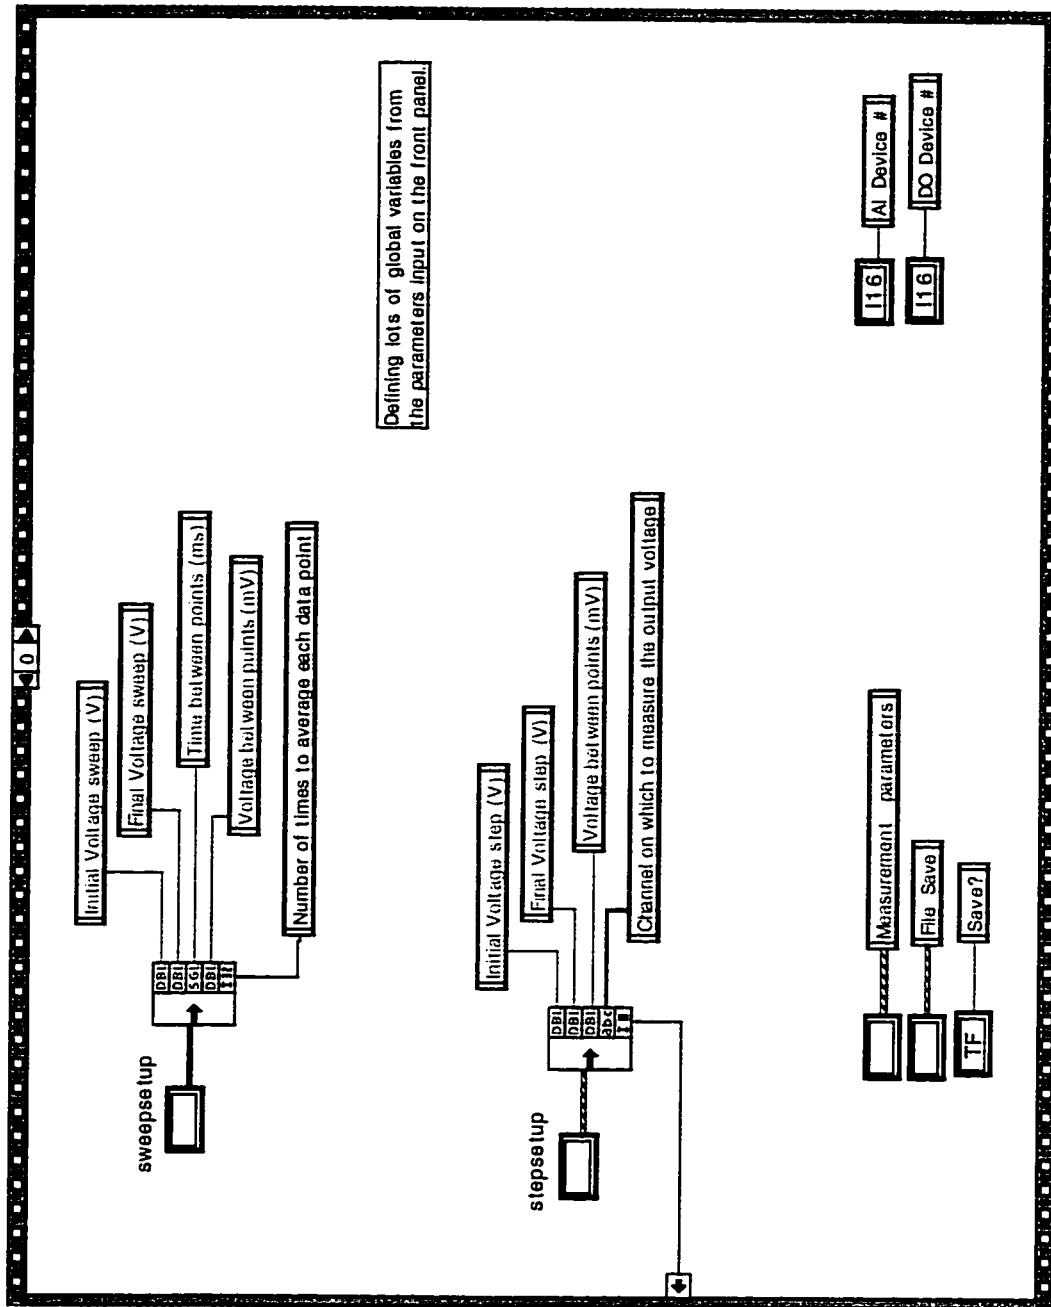 0
sweepsetup
DBL
DBL
SGL
DBL
Initial Voltage sweep (V)
Final Voltage sweep (V)
Time between points (ms)
Voltage between points (mV)
Number of times to average each data point
Defining lots of global variables from
the parameters input on the front panel.
stepsetup
DBL
DBL
DBL
abc
Initial Voltage step (V)
Final Voltage step (V)
Voltage between points (mV)
Channel on which to measure the output voltage
Measurement parameters
File Save
TF
Save?
I16
AI Device #
I16
DO Device #